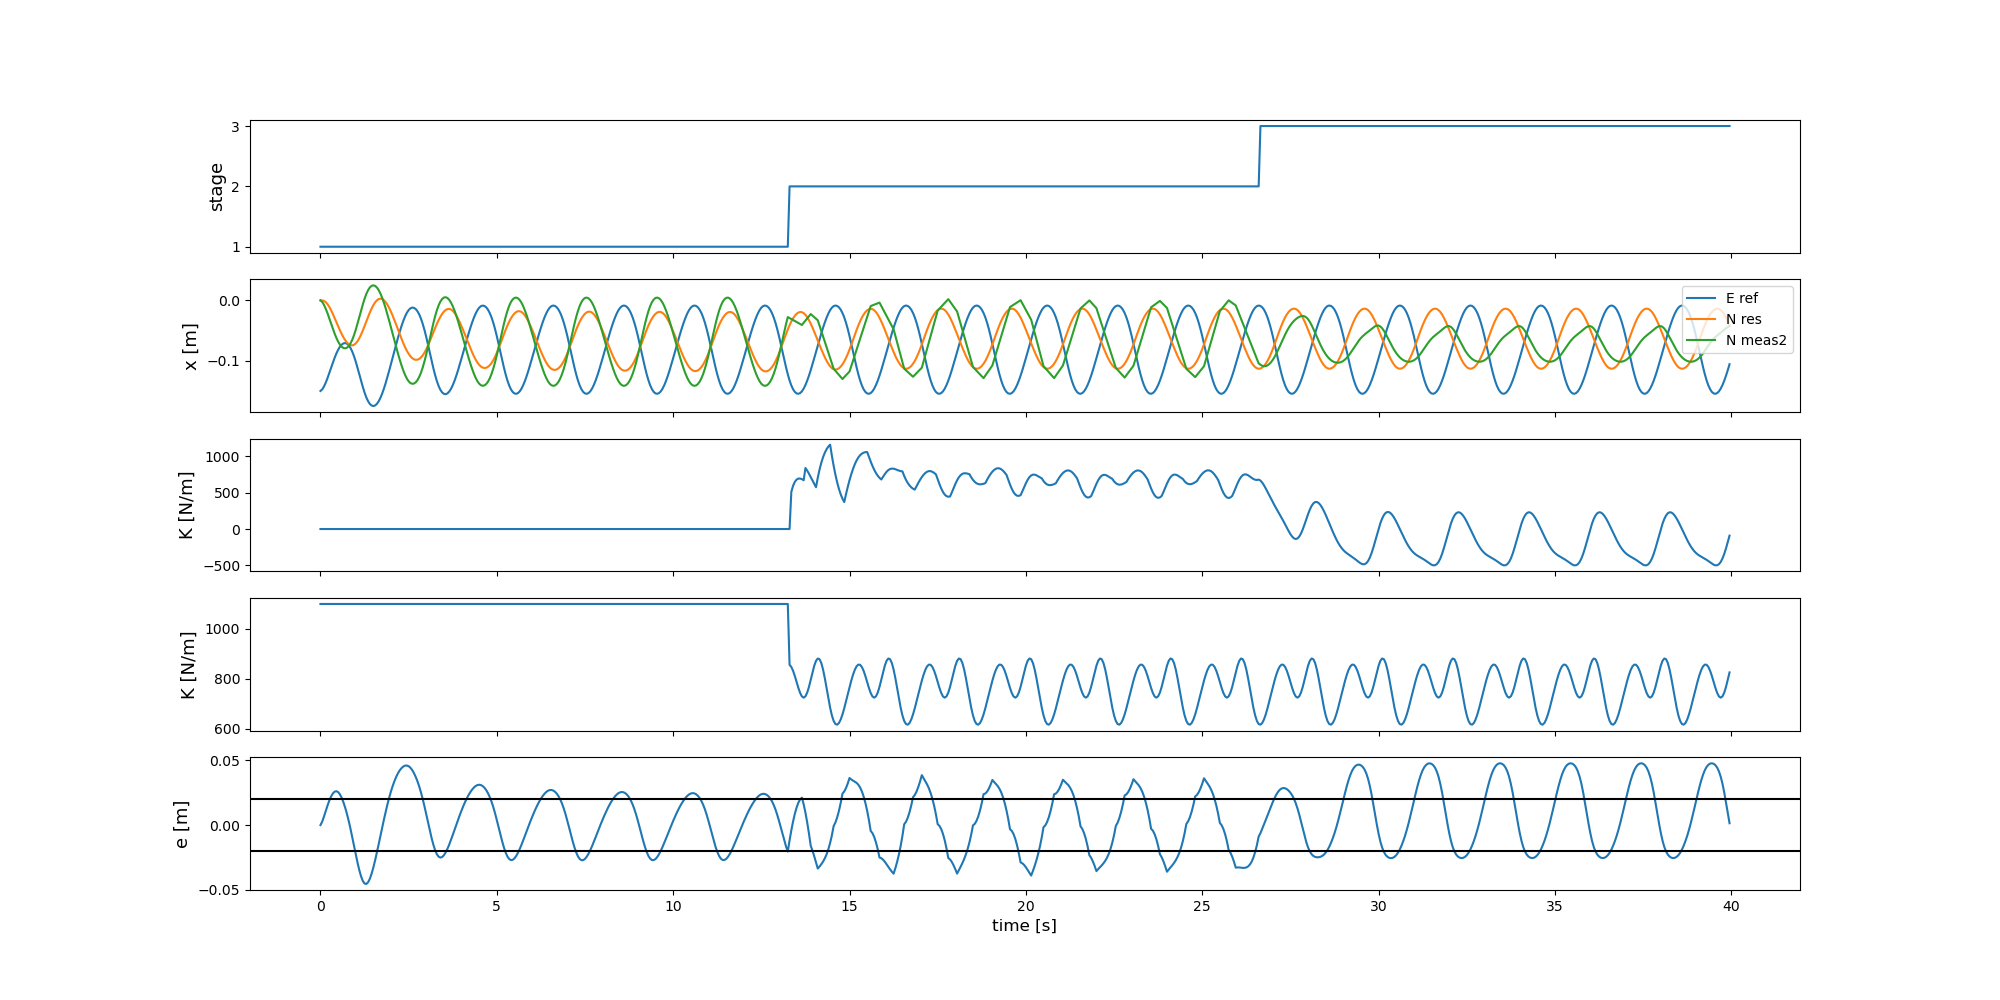 3
2
1
stage
0.0
−0.1
x [m]
E ref
N res
N meas2
1000
500
0
−500
K [N/m]
1000
800
600
K [N/m]
0.05
0.00
−0.05
e [m]
0 5 10 15 20 25 30 35 40
time [s]